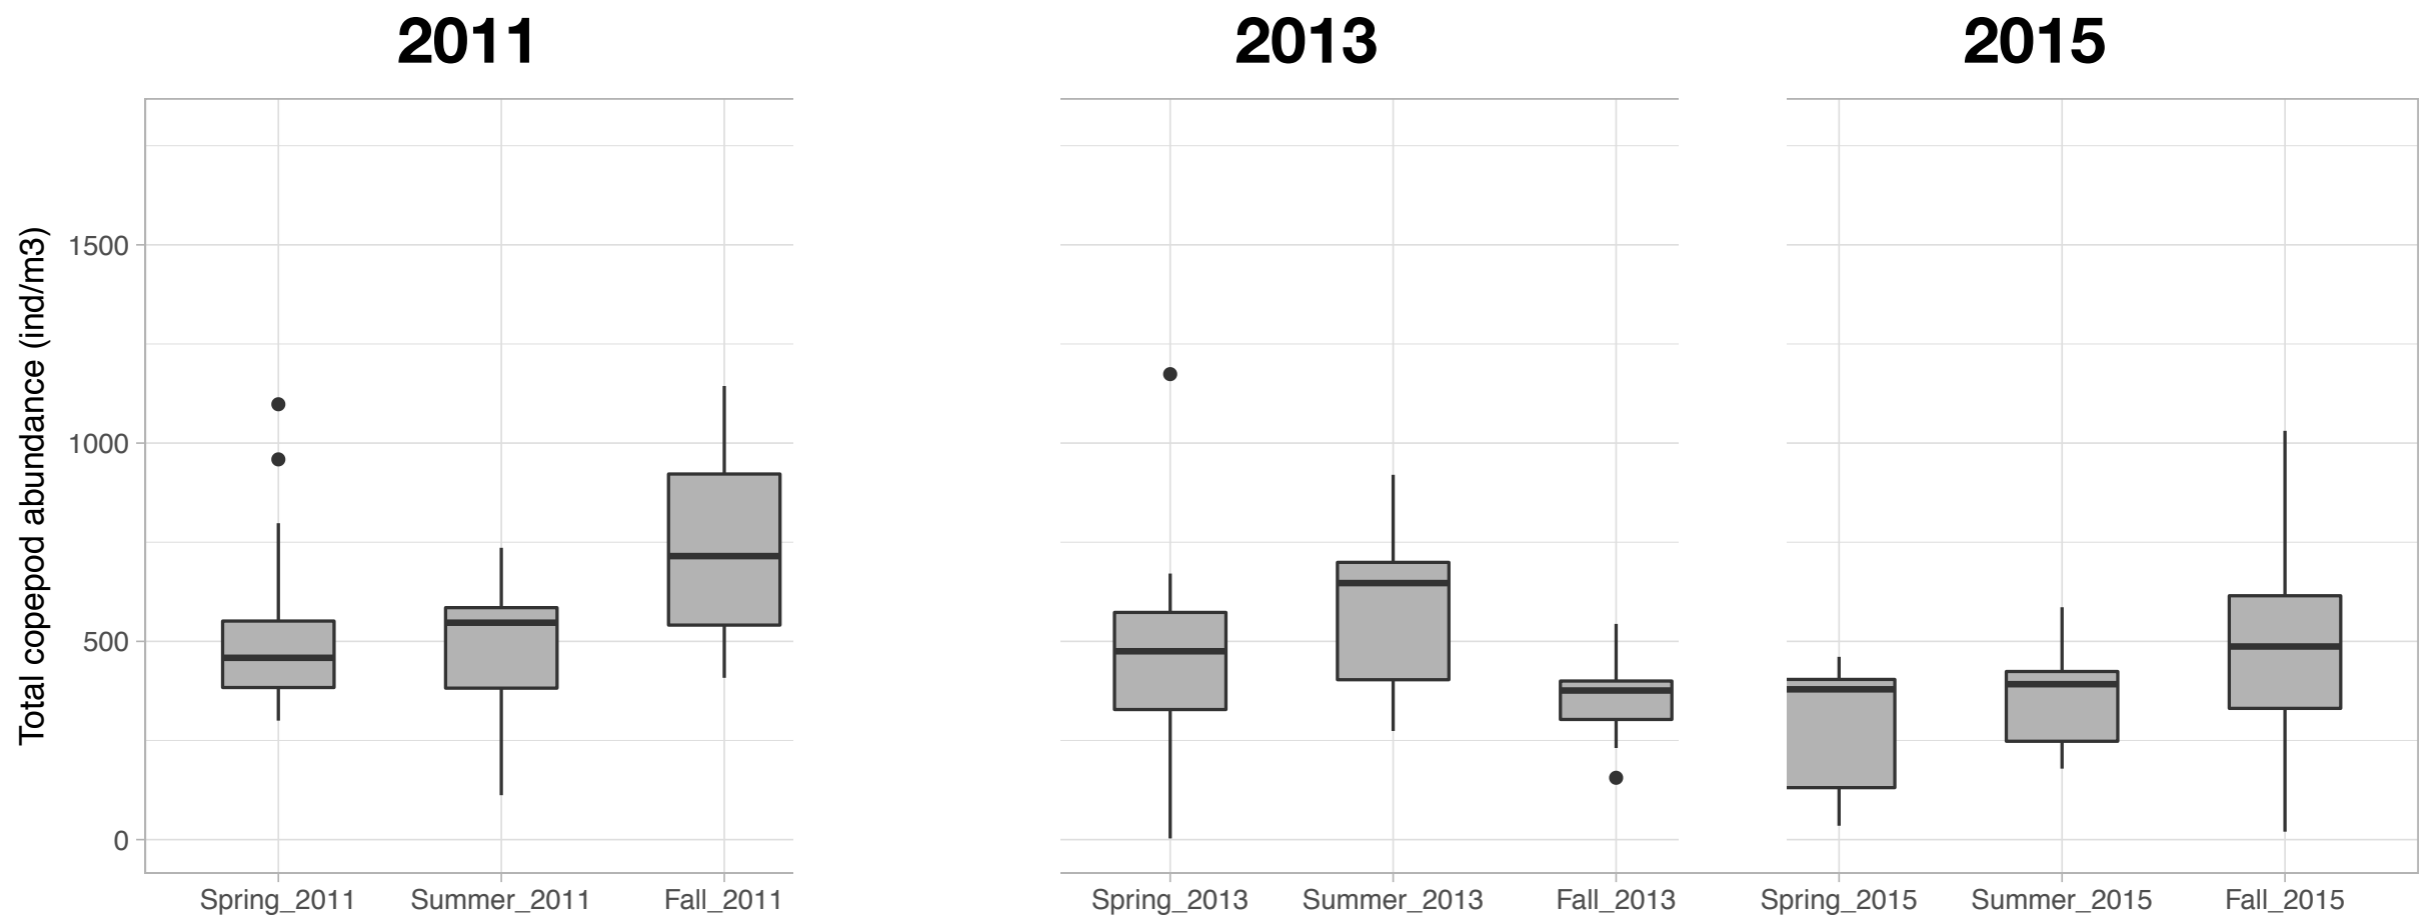 2011 2013 2015
Total copepod abundance (ind/m3)
1500
1000
500
0
Spring_2011 Summer_2011 Fall_2011 Spring_2013 Summer_2013 Fall_2013 Spring_2015 Summer_2015 Fall_2015